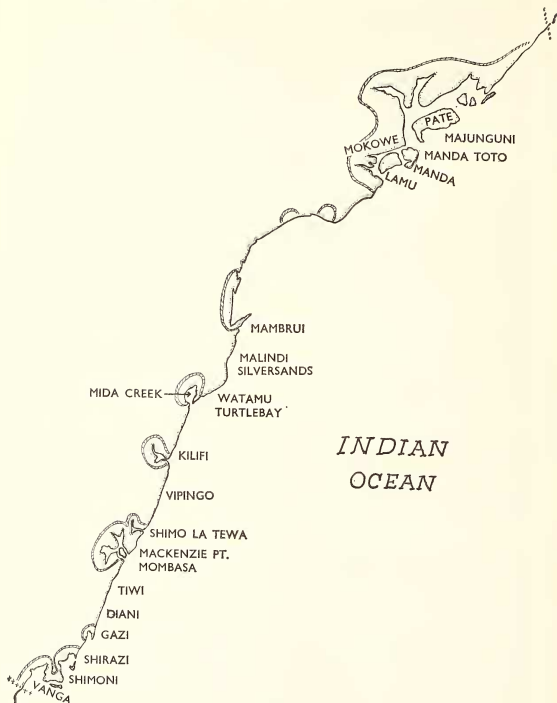 PATE
MAJUNGUNI
MOKOWE
MANDA TOTO
MANDA
LAMU
MAMBRUI
MALINDI
SILVERSANDS
MIDA CREEK
WATAMU
TURTLEBAY
INDIAN
OCEAN
KILIFI
VIPINGO
SHIMO LA TEWA
MACKENZIE PT.
MOMBASA
TIWI
DIANI
GAZI
SHIRAZI
SHIMONI
VANGA